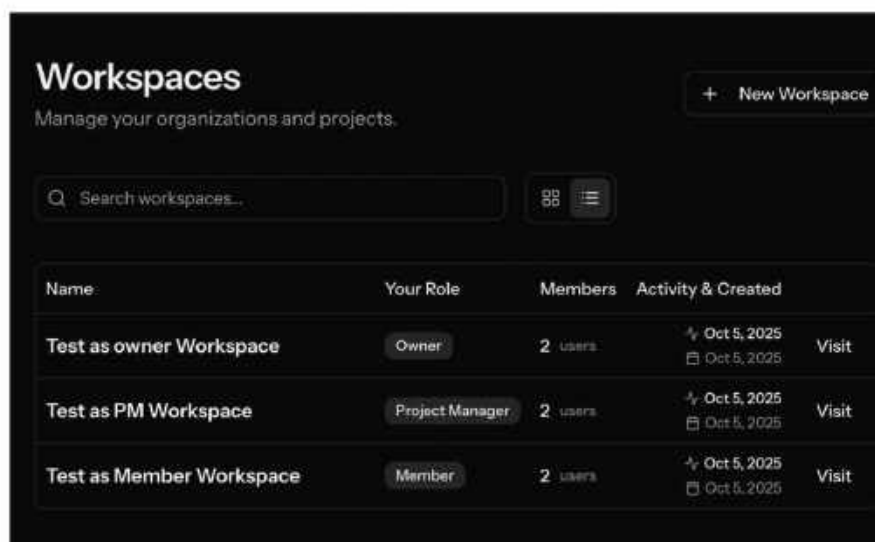 Workspaces
Manage your organizations and projects.
+ New Workspace
Search workspaces...
Name Your Role Members Activity & Created
Test as owner Workspace Owner 2 users Oct 5, 2025 Visit
Oct 5, 2025
Test as PM Workspace Project Manager 2 users Oct 5, 2025 Visit
Oct 5, 2025
Test as Member Workspace Member 2 users Oct 5, 2025 Visit
Oct 5, 2025